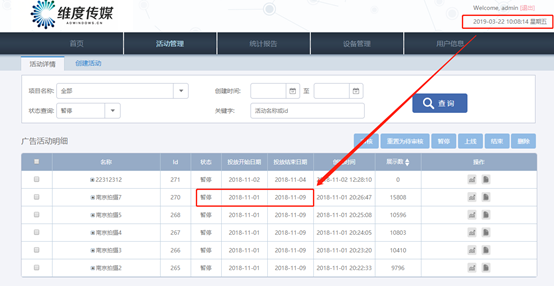 维度传媒
ADWINDOWS.CN
Welcome, admin [退出]
2019-03-22 10:08:14 星期五
首页 活动管理 统计报告 设备管理 用户信息
活动详情 创建活动
项目名称: 全部 创建时间: 至
状态查询: 暂停 关键字: 活动名称或id
查 询
广告活动明细
重置为待审核 暂停 上线 结束 删除
名称 Id 状态 投放开始日期 投放结束日期 时间 展示数 操作
22312312 271 暂停 2018-11-02 2018-11-04 2018-11-02 12:28:10 0
南京拍摄7 270 暂停 2018-11-01 2018-11-09 2018-11-01 20:26:47 15808
南京拍摄5 268 暂停 2018-11-01 2018-11-09 2018-11-01 20:25:08 10596
南京拍摄4 267 暂停 2018-11-01 2018-11-09 2018-11-01 20:24:05 10803
南京拍摄3 266 暂停 2018-11-01 2018-11-09 2018-11-01 20:23:20 10410
南京拍摄2 265 暂停 2018-11-01 2018-11-09 2018-11-01 20:22:33 9796